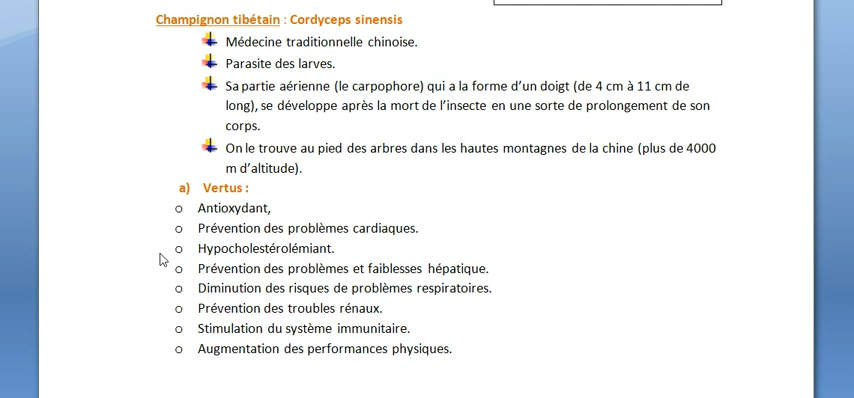 Champignon tibétain : Cordyceps sinensis
Médecine traditionnelle chinoise.
Parasite des larves.
Sa partie aérienne (le carpophore) qui a la forme d'un doigt (de 4 cm à 11 cm de
long), se développe après la mort de l'insecte en une sorte de prolongement de son
corps.
On le trouve au pied des arbres dans les hautes montagnes de la chine (plus de 4000
m d'altitude).
a) Vertus :
o Antioxydant,
o Prévention des problèmes cardiaques.
o Hypocholestérolémiant.
o Prévention des problèmes et faiblesses hépatique.
o Diminution des risques de problèmes respiratoires.
o Prévention des troubles rénaux.
o Stimulation du système immunitaire.
o Augmentation des performances physiques.